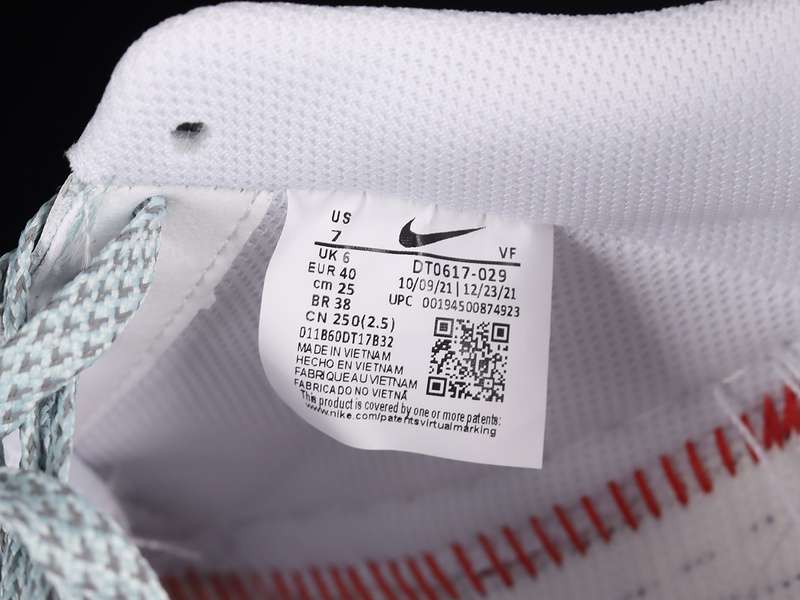 US
7
VF
UK 6
EUR 40
cm 25
BR 38
CN 250(2.5)
011B60DT17B32
DT0617-029
10/09/21 | 12/23/21
UPC 00194500874923
MADE IN VIETNAM
HECHO EN VIETNAM
FABRIQUE AU VIETNAM
FABRICADO NO VIETNÃ
This product is covered by one or more patents:
www.nike.com/patentsvirtualmarking